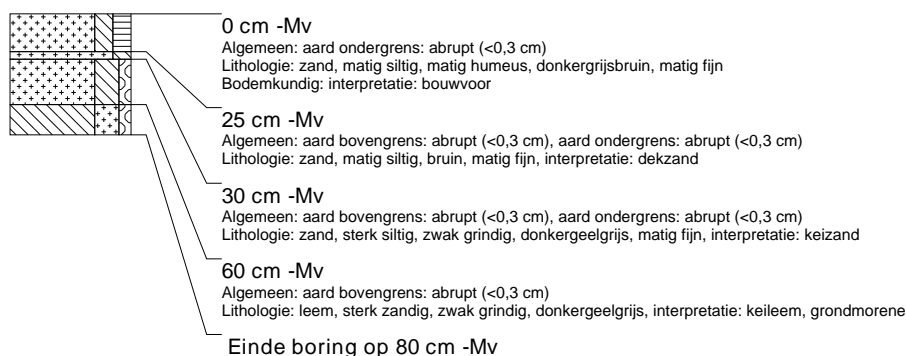 0 cm -Mv
Algemeen: aard ondergrens: abrupt (<0,3 cm)
Lithologie: zand, matig siltig, matig humeus, donkergrijsbruin, matig fijn
Bodemkundig: interpretatie: bouwvoor
25 cm -Mv
Algemeen: aard bovengrens: abrupt (<0,3 cm), aard ondergrens: abrupt (<0,3 cm)
Lithologie: zand, matig siltig, bruin, matig fijn, interpretatie: dekzand
30 cm -Mv
Algemeen: aard bovengrens: abrupt (<0,3 cm), aard ondergrens: abrupt (<0,3 cm)
Lithologie: zand, sterk siltig, zwak grindig, donkergeelgrijs, matig fijn, interpretatie: keizand
60 cm -Mv
Algemeen: aard bovengrens: abrupt (<0,3 cm)
Lithologie: leem, sterk zandig, zwak grindig, donkergeelgrijs, interpretatie: keileem, grondmorene
Einde boring op 80 cm -Mv